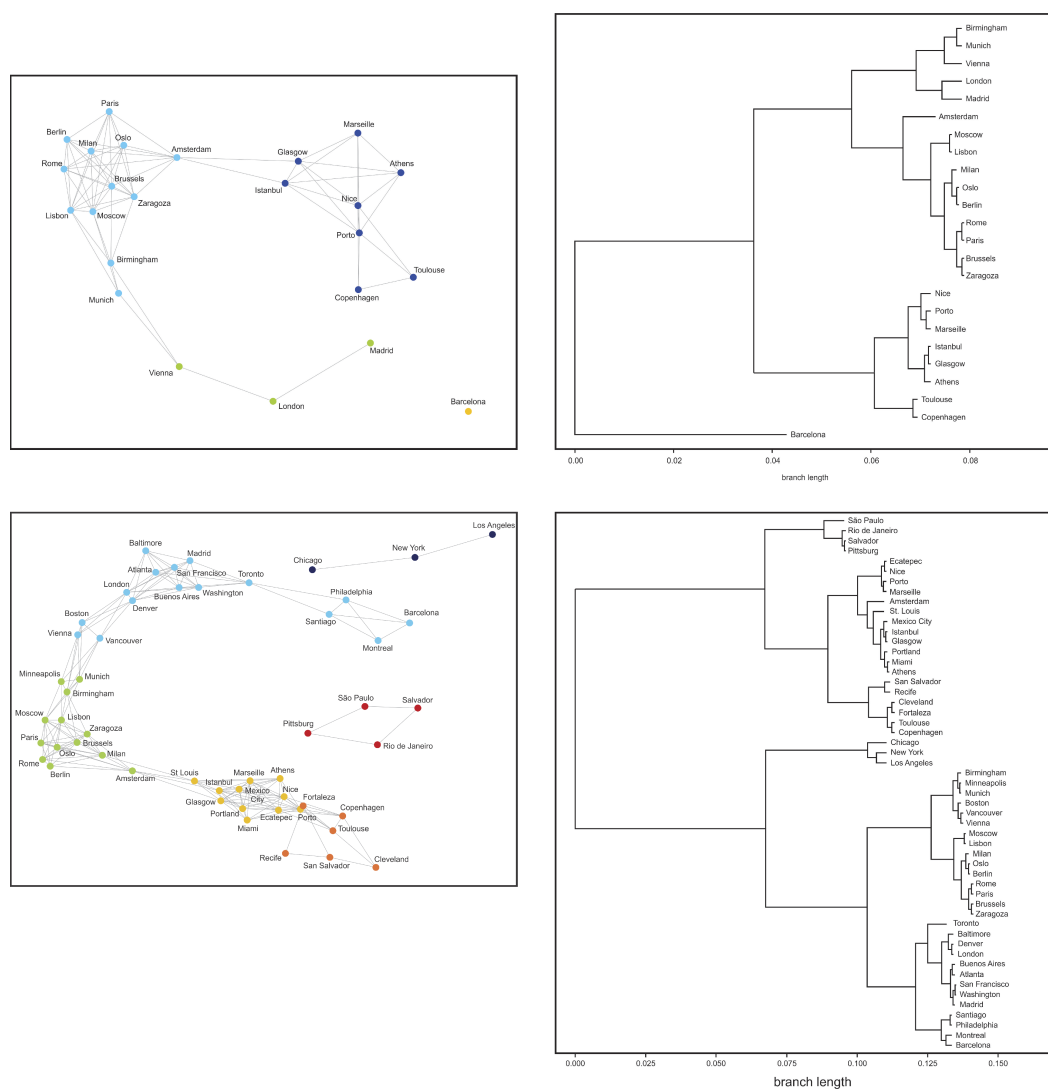 Paris
Berlin
Milan
Oslo
Amsterdam
Rome
Brussels
Zaragoza
Lisbon
Moscow
Birmingham
Munich
Vienna
London
Madrid
Barcelona
Marseille
Glasgow
Athens
Istanbul
Nice
Porto
Toulouse
Copenhagen
Birmingham
Munich
Vienna
London
Madrid
Amsterdam
Moscow
Lisbon
Milan
Oslo
Berlin
Rome
Paris
Brussels
Zaragoza
Nice
Porto
Marseille
Istanbul
Glasgow
Athens
Toulouse
Copenhagen
Barcelona
0.00 0.02 0.04 0.06 0.08
branch length
Los Angeles
New York
Chicago
Baltimore
Madrid
Atlanta
San Francisco
Toronto
London
Buenos Aires
Washington
Denver
Philadelphia
Boston
Santiago
Barcelona
Vienna
Vancouver
Montreal
Minneapolis
Munich
Birmingham
São Paulo
Salvador
Moscow
Lisbon
Zaragoza
Pittsburg
Paris
Brussels
Rio de Janeiro
Oslo
Milan
Rome
Berlin
Amsterdam
St Louis
Marseille
Athens
Istanbul
Mexico
City
Nice
Glasgow
Fortaleza
Portland
Ecatepec
Porto
Copenhagen
Miami
Toulouse
Recife
San Salvador
Cleveland
São Paulo
Rio de Janeiro
Salvador
Pittsburg
Ecatepec
Nice
Porto
Marseille
Amsterdam
St. Louis
Mexico City
Istanbul
Glasgow
Portland
Miami
Athens
San Salvador
Recife
Cleveland
Fortaleza
Toulouse
Copenhagen
Chicago
New York
Los Angeles
Birmingham
Minneapolis
Munich
Boston
Vancouver
Vienna
Moscow
Lisbon
Milan
Oslo
Berlin
Rome
Paris
Brussels
Zaragoza
Toronto
Baltimore
Denver
London
Buenos Aires
Atlanta
San Francisco
Washington
Madrid
Santiago
Philadelphia
Montreal
Barcelona
0.000 0.025 0.050 0.075 0.100 0.125 0.150
branch length